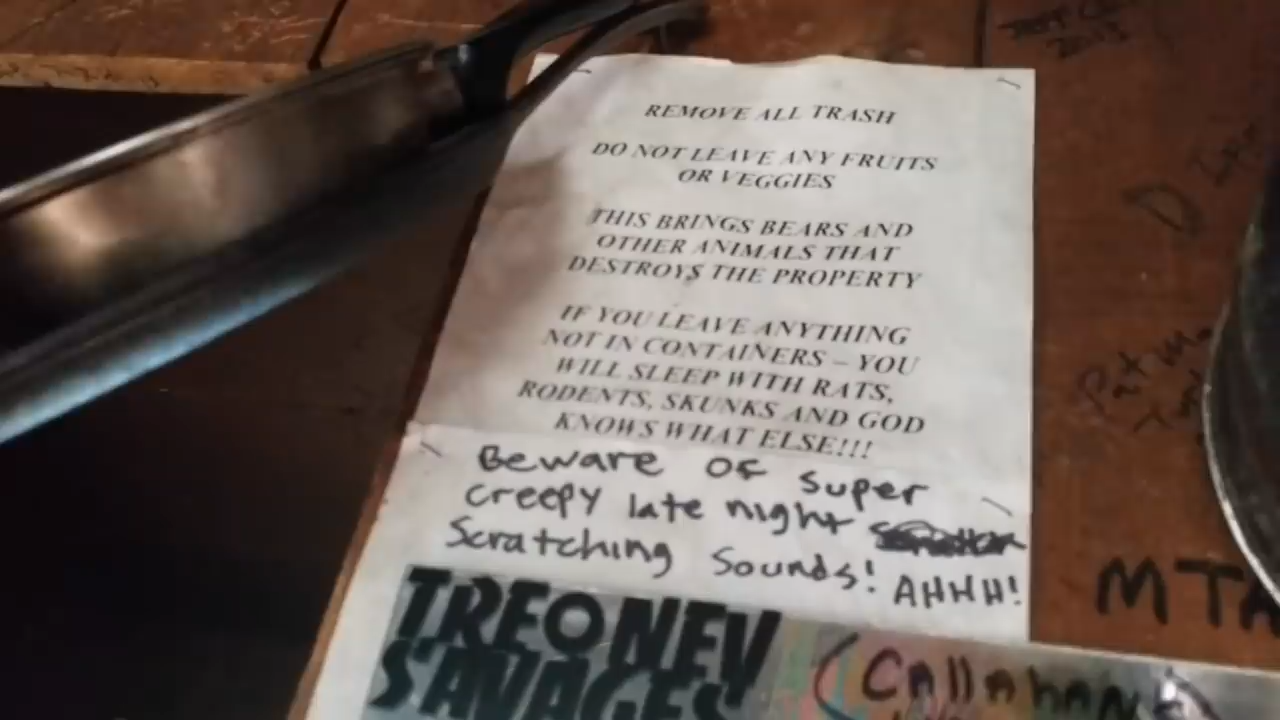 REMOVE ALL TRASH
DO NOT LEAVE ANY FRUITS
OR VEGGIES
THIS BRINGS BEARS AND
OTHER ANIMALS THAT
DESTROYS THE PROPERTY
IF YOU LEAVE ANYTHING
NOT IN CONTAINERS – YOU
WILL SLEEP WITH RATS,
RODENTS, SKUNKS AND GOD
KNOWS WHAT ELSE!!!
Beware of super
creepy late night
Scratching Sounds! AHHH!
TREONEV
SAVAGES
MTA
Pat